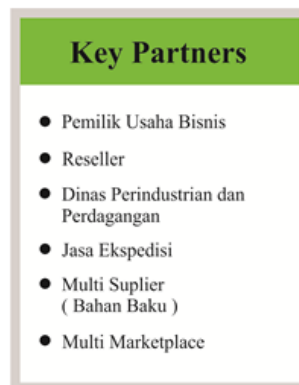 Key Partners
● Pemilik Usaha Bisnis
● Reseller
● Dinas Perindustrian dan
Perdagangan
● Jasa Ekspedisi
● Multi Suplier
( Bahan Baku )
● Multi Marketplace